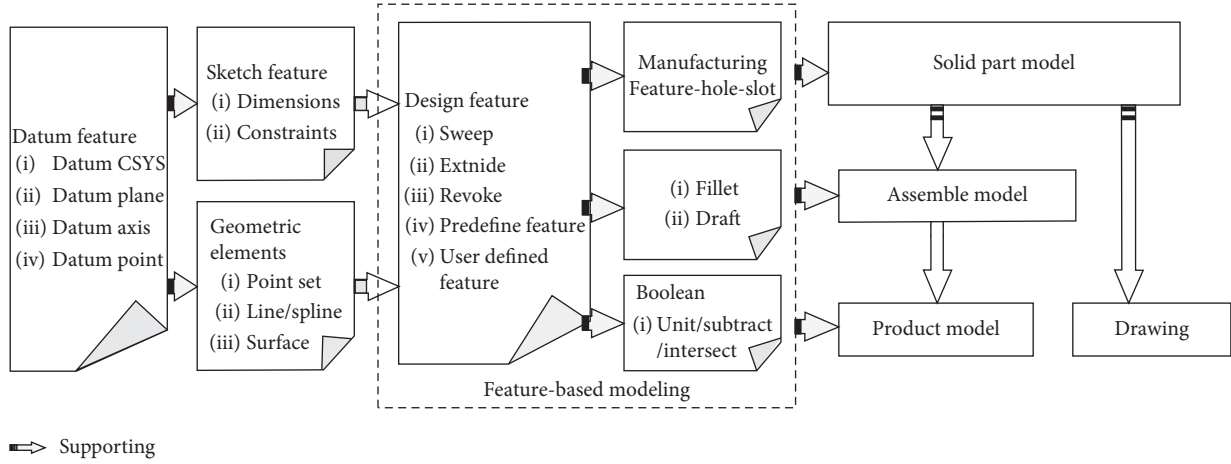 Datum feature
(i) Datum CSYS
(ii) Datum plane
(iii) Datum axis
(iv) Datum point
Sketch feature
(i) Dimensions
(ii) Constraints
Geometric
elements
(i) Point set
(ii) Line/spline
(iii) Surface
Design feature
(i) Sweep
(ii) Extnide
(iii) Revoke
(iv) Predefine feature
(v) User defined
feature
Manufacturing
Feature-hole-slot
(i) Fillet
(ii) Draft
Boolean
(i) Unit/subtract
/intersect
Feature-based modeling
Solid part model
Assemble model
Product model
Drawing
Supporting